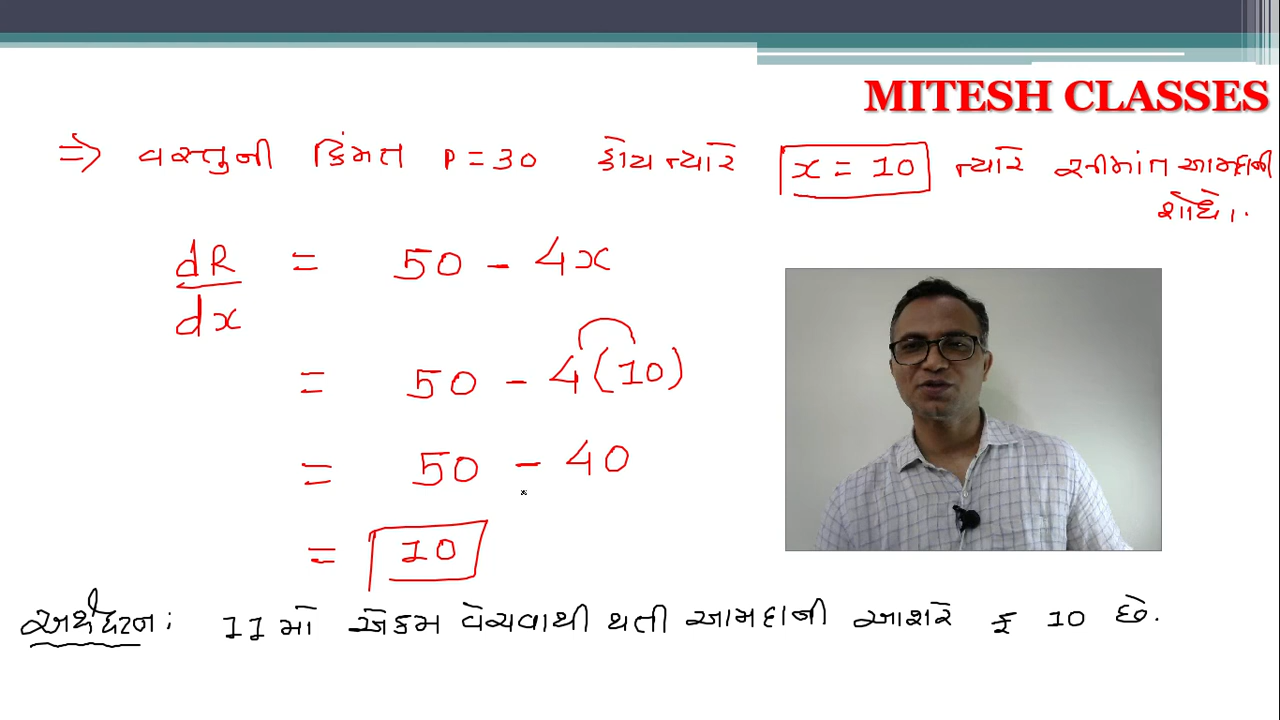 MITESH CLASSES
⇒ વસ્તુની કિંમત P = 30 હોય ત્યારે x = 10 ત્યારે સીમાંત આમદાની
શોધો.
dR/dx = 50 - 4x
= 50 - 4(10)
= 50 - 40
= 10
અર્થઘટન: 11 મો એકમ વેચવાથી થતી આમદાની આશરે રૂ 10 છે.